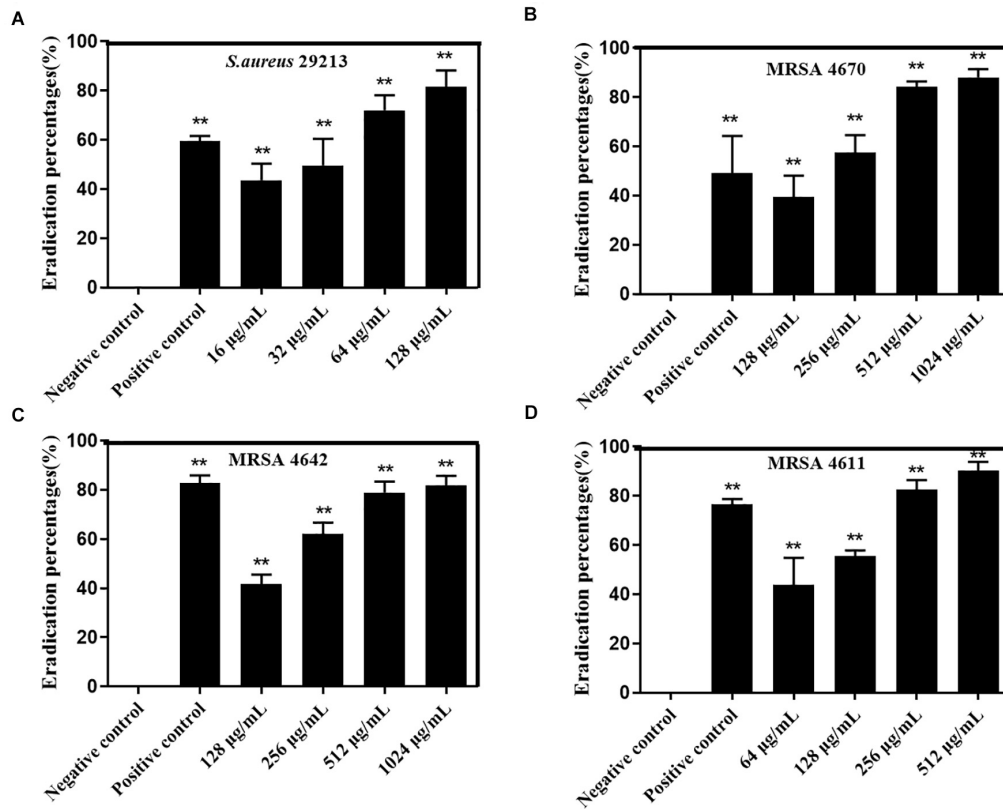 A
Eradication percentages(%)
100
80
60
40
20
0
S.aureus 29213
**
**
**
**
**
Negative control
Positive control
16 µg/mL
32 µg/mL
64 µg/mL
128 µg/mL
B
Eradication percentages(%)
100
80
60
40
20
0
MRSA 4670
**
**
**
**
**
Negative control
Positive control
128 µg/mL
256 µg/mL
512 µg/mL
1024 µg/mL
C
Eradication percentages(%)
100
80
60
40
20
0
MRSA 4642
**
**
**
**
**
Negative control
Positive control
128 µg/mL
256 µg/mL
512 µg/mL
1024 µg/mL
D
Eradication percentages(%)
100
80
60
40
20
0
MRSA 4611
**
**
**
**
**
Negative control
Positive control
64 µg/mL
128 µg/mL
256 µg/mL
512 µg/mL